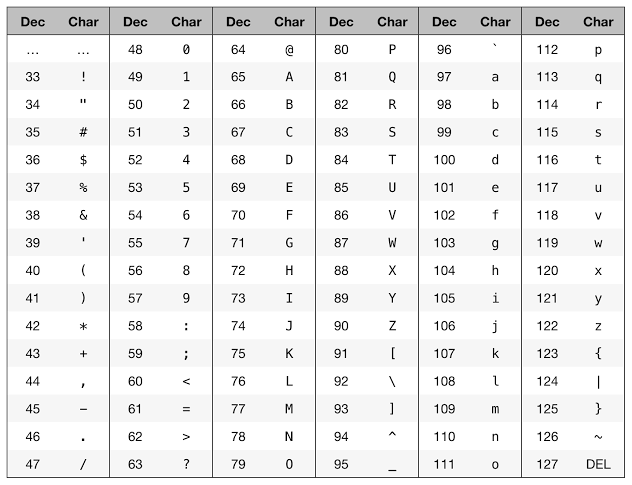 Dec Char Dec Char Dec Char Dec Char Dec Char Dec Char
... ... 48 0 64 @ 80 P 96 ` 112 p
33 ! 49 1 65 A 81 Q 97 a 113 q
34 " 50 2 66 B 82 R 98 b 114 r
35 # 51 3 67 C 83 S 99 c 115 s
36 $ 52 4 68 D 84 T 100 d 116 t
37 % 53 5 69 E 85 U 101 e 117 u
38 & 54 6 70 F 86 V 102 f 118 v
39 ' 55 7 71 G 87 W 103 g 119 w
40 ( 56 8 72 H 88 X 104 h 120 x
41 ) 57 9 73 I 89 Y 105 i 121 y
42 * 58 : 74 J 90 Z 106 j 122 z
43 + 59 ; 75 K 91 [ 107 k 123 {
44 , 60 < 76 L 92 \ 108 l 124 |
45 - 61 = 77 M 93 ] 109 m 125 }
46 . 62 > 78 N 94 ^ 110 n 126 ~
47 / 63 ? 79 O 95 _ 111 o 127 DEL